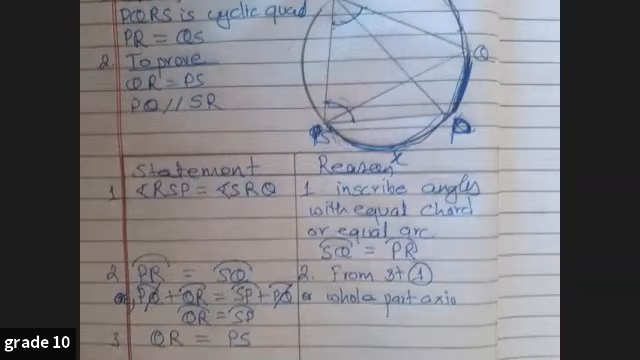 PQRS is cyclic quad
PR = QS
2. To prove
QR = PS
PQ // SR
Q
P
X
Statement
Reason
1 ∢RSP = ∢SRQ
1. inscribe angles
with equal chord
or equal arc.
SQ = PR
2. PR = SQ
2. From st ①
or, PQ + QR = SP + PQ
or whole part axio
QR = SP
3. QR = PS
grade 10